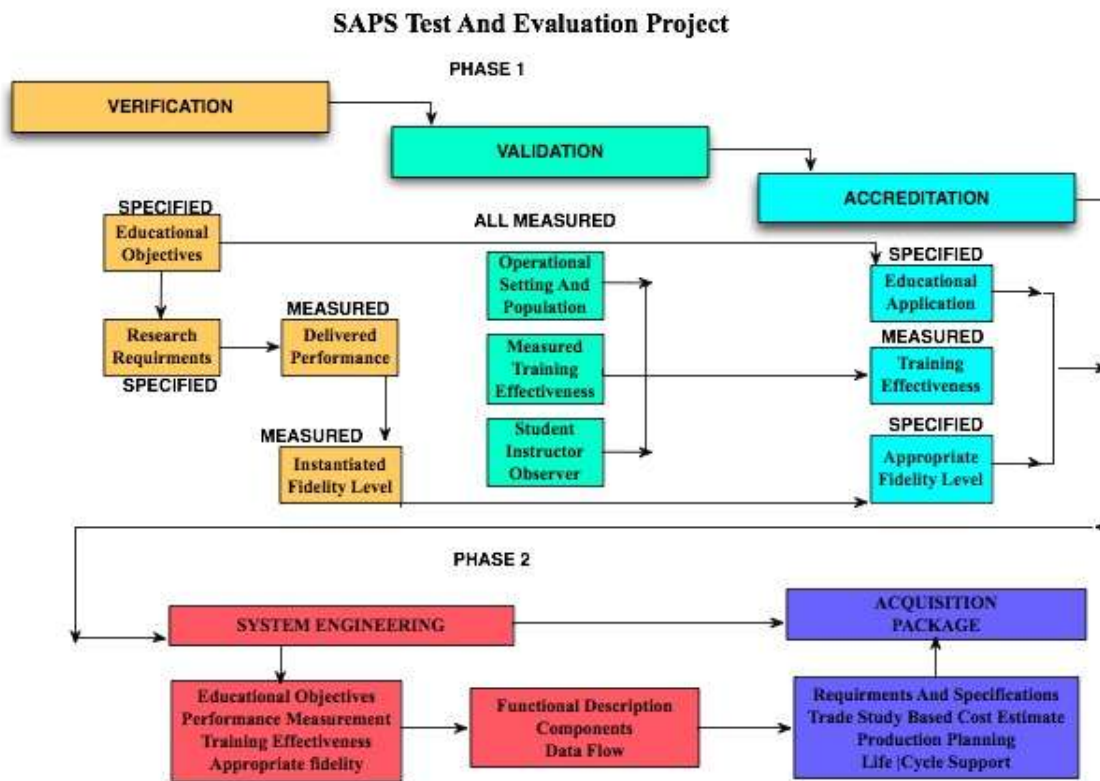 SAPS Test And Evaluation Project
PHASE 1
VERIFICATION
VALIDATION
ACCREDITATION
SPECIFIED
Educational
Objectives
ALL MEASURED
Research
Requirments
SPECIFIED
MEASURED
Delivered
Performance
MEASURED
Instantiated
Fidelity Level
Operational
Setting And
Population
Measured
Training
Effectiveness
Student
Instructor
Observer
SPECIFIED
Educational
Application
MEASURED
Training
Effectiveness
SPECIFIED
Appropriate
Fidelity Level
PHASE 2
SYSTEM ENGINEERING
ACQUISITION
PACKAGE
Educational Objectives
Performance Measurement
Training Effectiveness
Appropriate fidelity
Functional Description
Components
Data Flow
Requirments And Specifications
Trade Study Based Cost Estimate
Production Planning
Life |Cycle Support